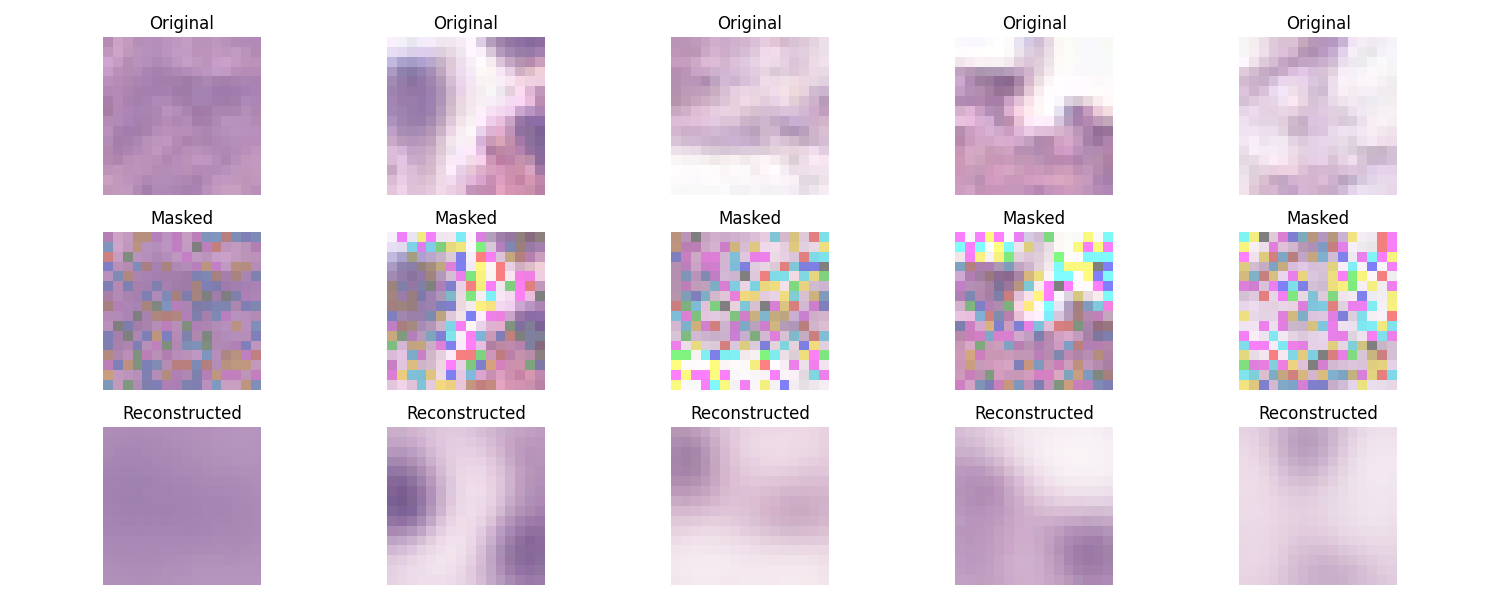 Original Original Original Original Original
Masked Masked Masked Masked Masked
Reconstructed Reconstructed Reconstructed Reconstructed Reconstructed